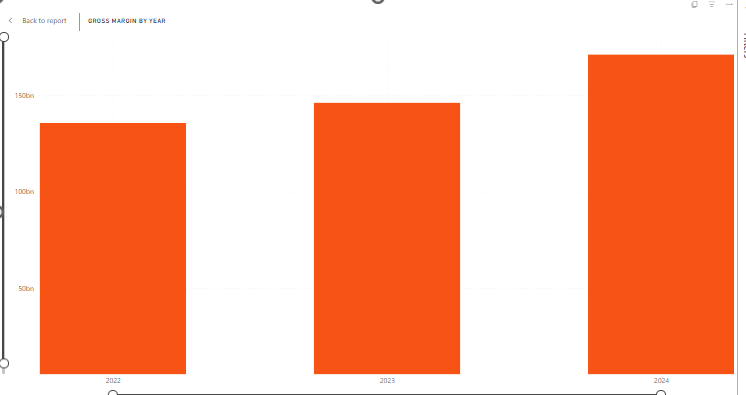 Back to report
GROSS MARGIN BY YEAR
150bn
100bn
50bn
2022
2023
2024